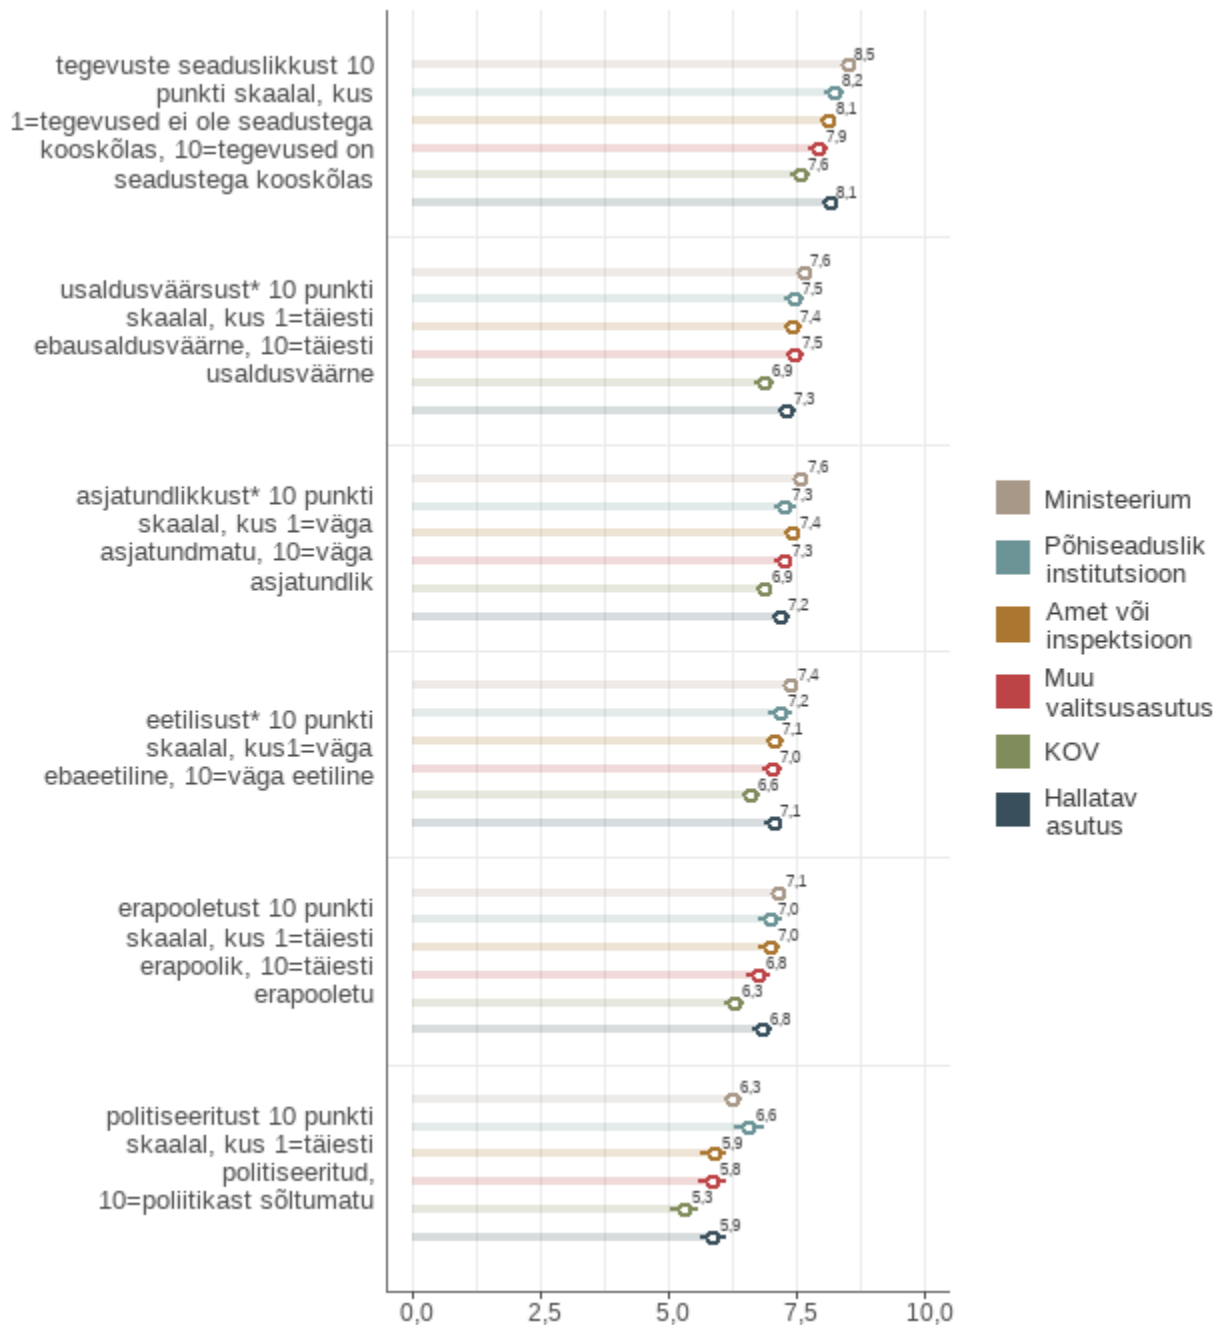 tegevuste seaduslikkust 10
punkti skaalal, kus
1=tegevused ei ole seadustega
kooskõlas, 10=tegevused on
seadustega kooskõlas
8,5
8,2
8,1
7,9
7,6
8,1
usaldusväärsust* 10 punkti
skaalal, kus 1=täiesti
ebausaldusväärne, 10=täiesti
usaldusväärne
7,6
7,5
7,4
7,5
6,9
7,3
asjatundlikkust* 10 punkti
skaalal, kus 1=väga
asjatundmatu, 10=väga
asjatundlik
7,6
7,3
7,4
7,3
6,9
7,2
eetilisust* 10 punkti
skaalal, kus1=väga
ebaeetiline, 10=väga eetiline
7,4
7,2
7,1
7,0
6,6
7,1
erapooletust 10 punkti
skaalal, kus 1=täiesti
erapoolik, 10=täiesti
erapooletu
7,1
7,0
7,0
6,8
6,3
6,8
politiseeritust 10 punkti
skaalal, kus 1=täiesti
politiseeritud,
10=poliitikast sõltumatu
6,3
6,6
5,9
5,8
5,3
5,9
0,0
2,5
5,0
7,5
10,0
Ministeerium
Põhiseaduslik
institutsioon
Amet või
inspektsioon
Muu
valitsusasutus
KOV
Hallatav
asutus